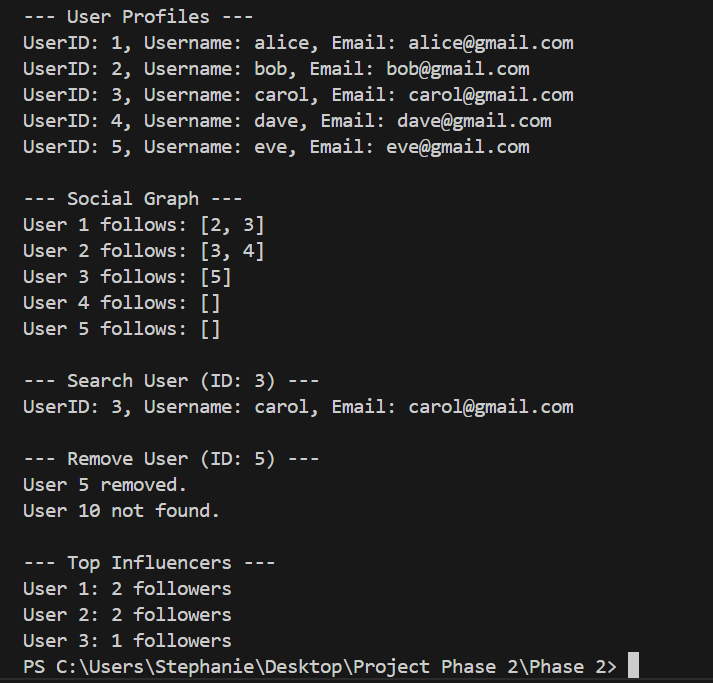 --- User Profiles ---
UserID: 1, Username: alice, Email: alice@gmail.com
UserID: 2, Username: bob, Email: bob@gmail.com
UserID: 3, Username: carol, Email: carol@gmail.com
UserID: 4, Username: dave, Email: dave@gmail.com
UserID: 5, Username: eve, Email: eve@gmail.com

--- Social Graph ---
User 1 follows: [2, 3]
User 2 follows: [3, 4]
User 3 follows: [5]
User 4 follows: []
User 5 follows: []

--- Search User (ID: 3) ---
UserID: 3, Username: carol, Email: carol@gmail.com

--- Remove User (ID: 5) ---
User 5 removed.
User 10 not found.

--- Top Influencers ---
User 1: 2 followers
User 2: 2 followers
User 3: 1 followers
PS C:\Users\Stephanie\Desktop\Project Phase 2\Phase 2>